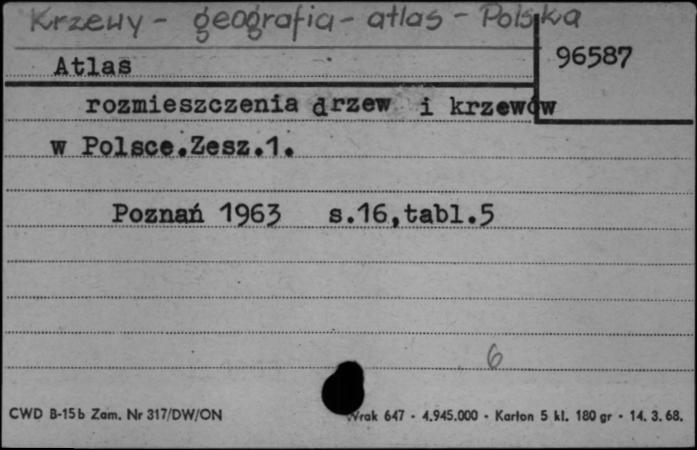 Krzewy - geografia - atlas - Polska
96587
Atlas
rozmieszczenia drzew i krzewów
w Polsce.Zesz.1.
Poznań 1963 s.16,tabl.5
6
CWD B-15b Zam. Nr 317/DW/ON
647 - 4.945.000 - Karton 5 kl. 180 gr - 14. 3. 68.